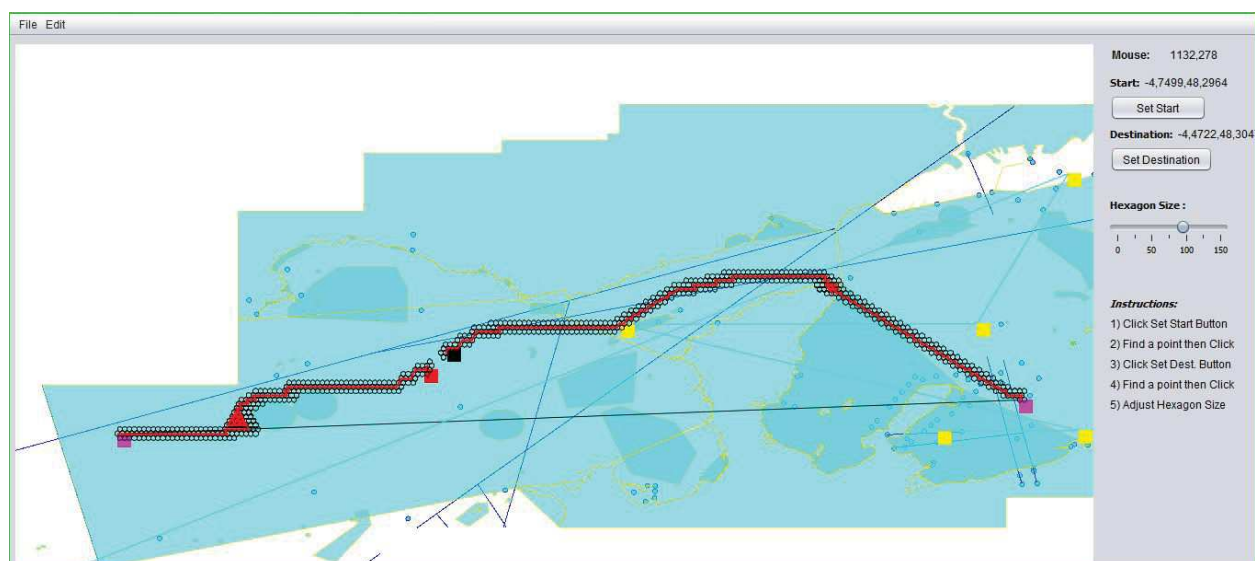 File Edit
Mouse: 1132,278
Start: -4,7499,48,2964
Set Start
Destination: -4,4722,48,304
Set Destination
Hexagon Size :
0 50 100 150
Instructions:
1) Click Set Start Button
2) Find a point then Click
3) Click Set Dest. Button
4) Find a point then Click
5) Adjust Hexagon Size